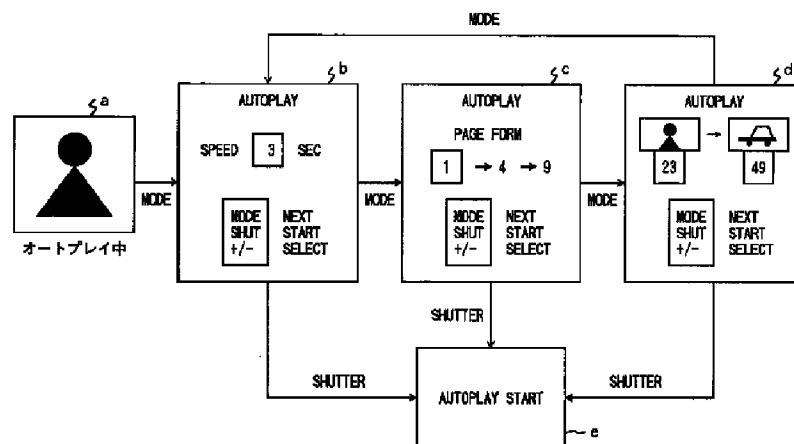 MODE
a
オートプレイ中
MODE
b
AUTOPLAY
SPEED 3 SEC
MODE NEXT
SHUT START
+/- SELECT
MODE
c
AUTOPLAY
PAGE FORM
1 → 4 → 9
MODE NEXT
SHUT START
+/- SELECT
MODE
d
AUTOPLAY
→
23 49
MODE NEXT
SHUT START
+/- SELECT
SHUTTER
SHUTTER
SHUTTER
AUTOPLAY START
e